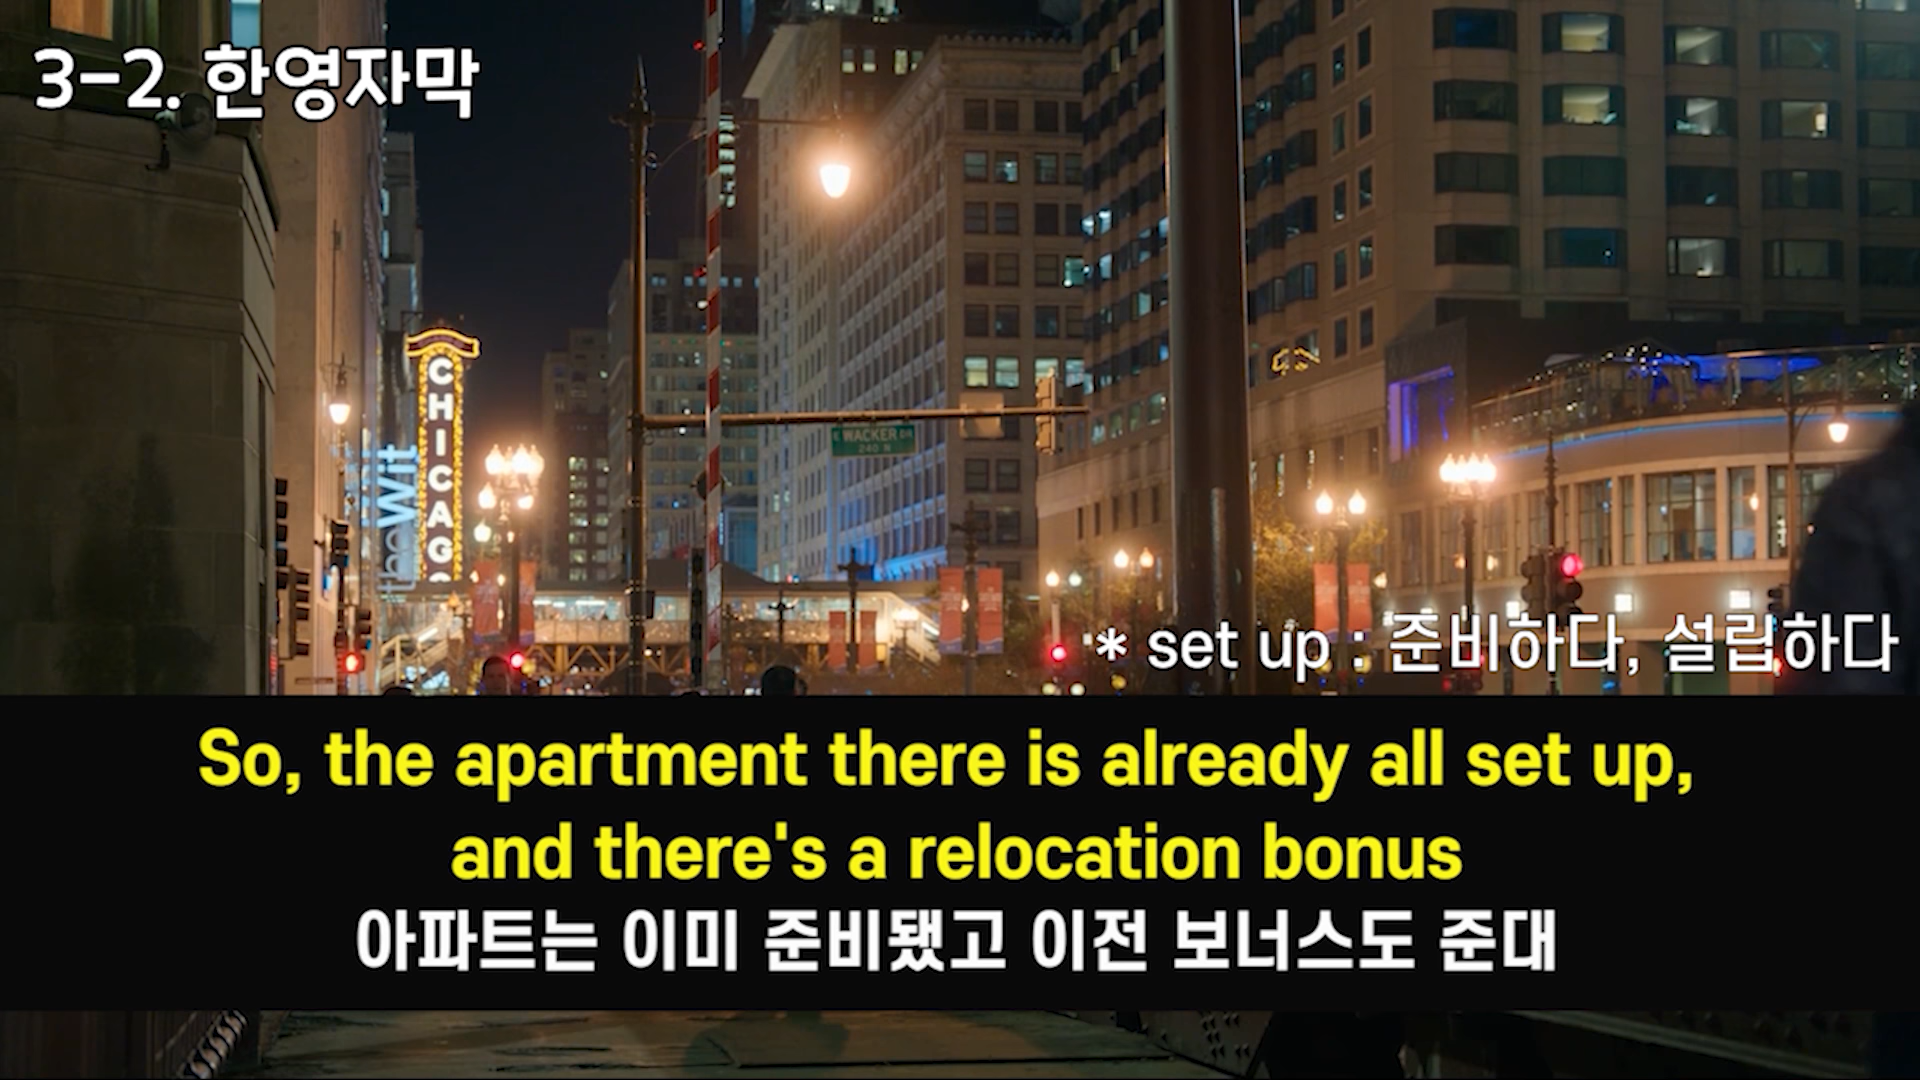 3-2. 한영자막
CHICAGO
theWit
E WACKER DR
240 N
* set up : 준비하다, 설립하다
So, the apartment there is already all set up,
and there's a relocation bonus
아파트는 이미 준비됐고 이전 보너스도 준대